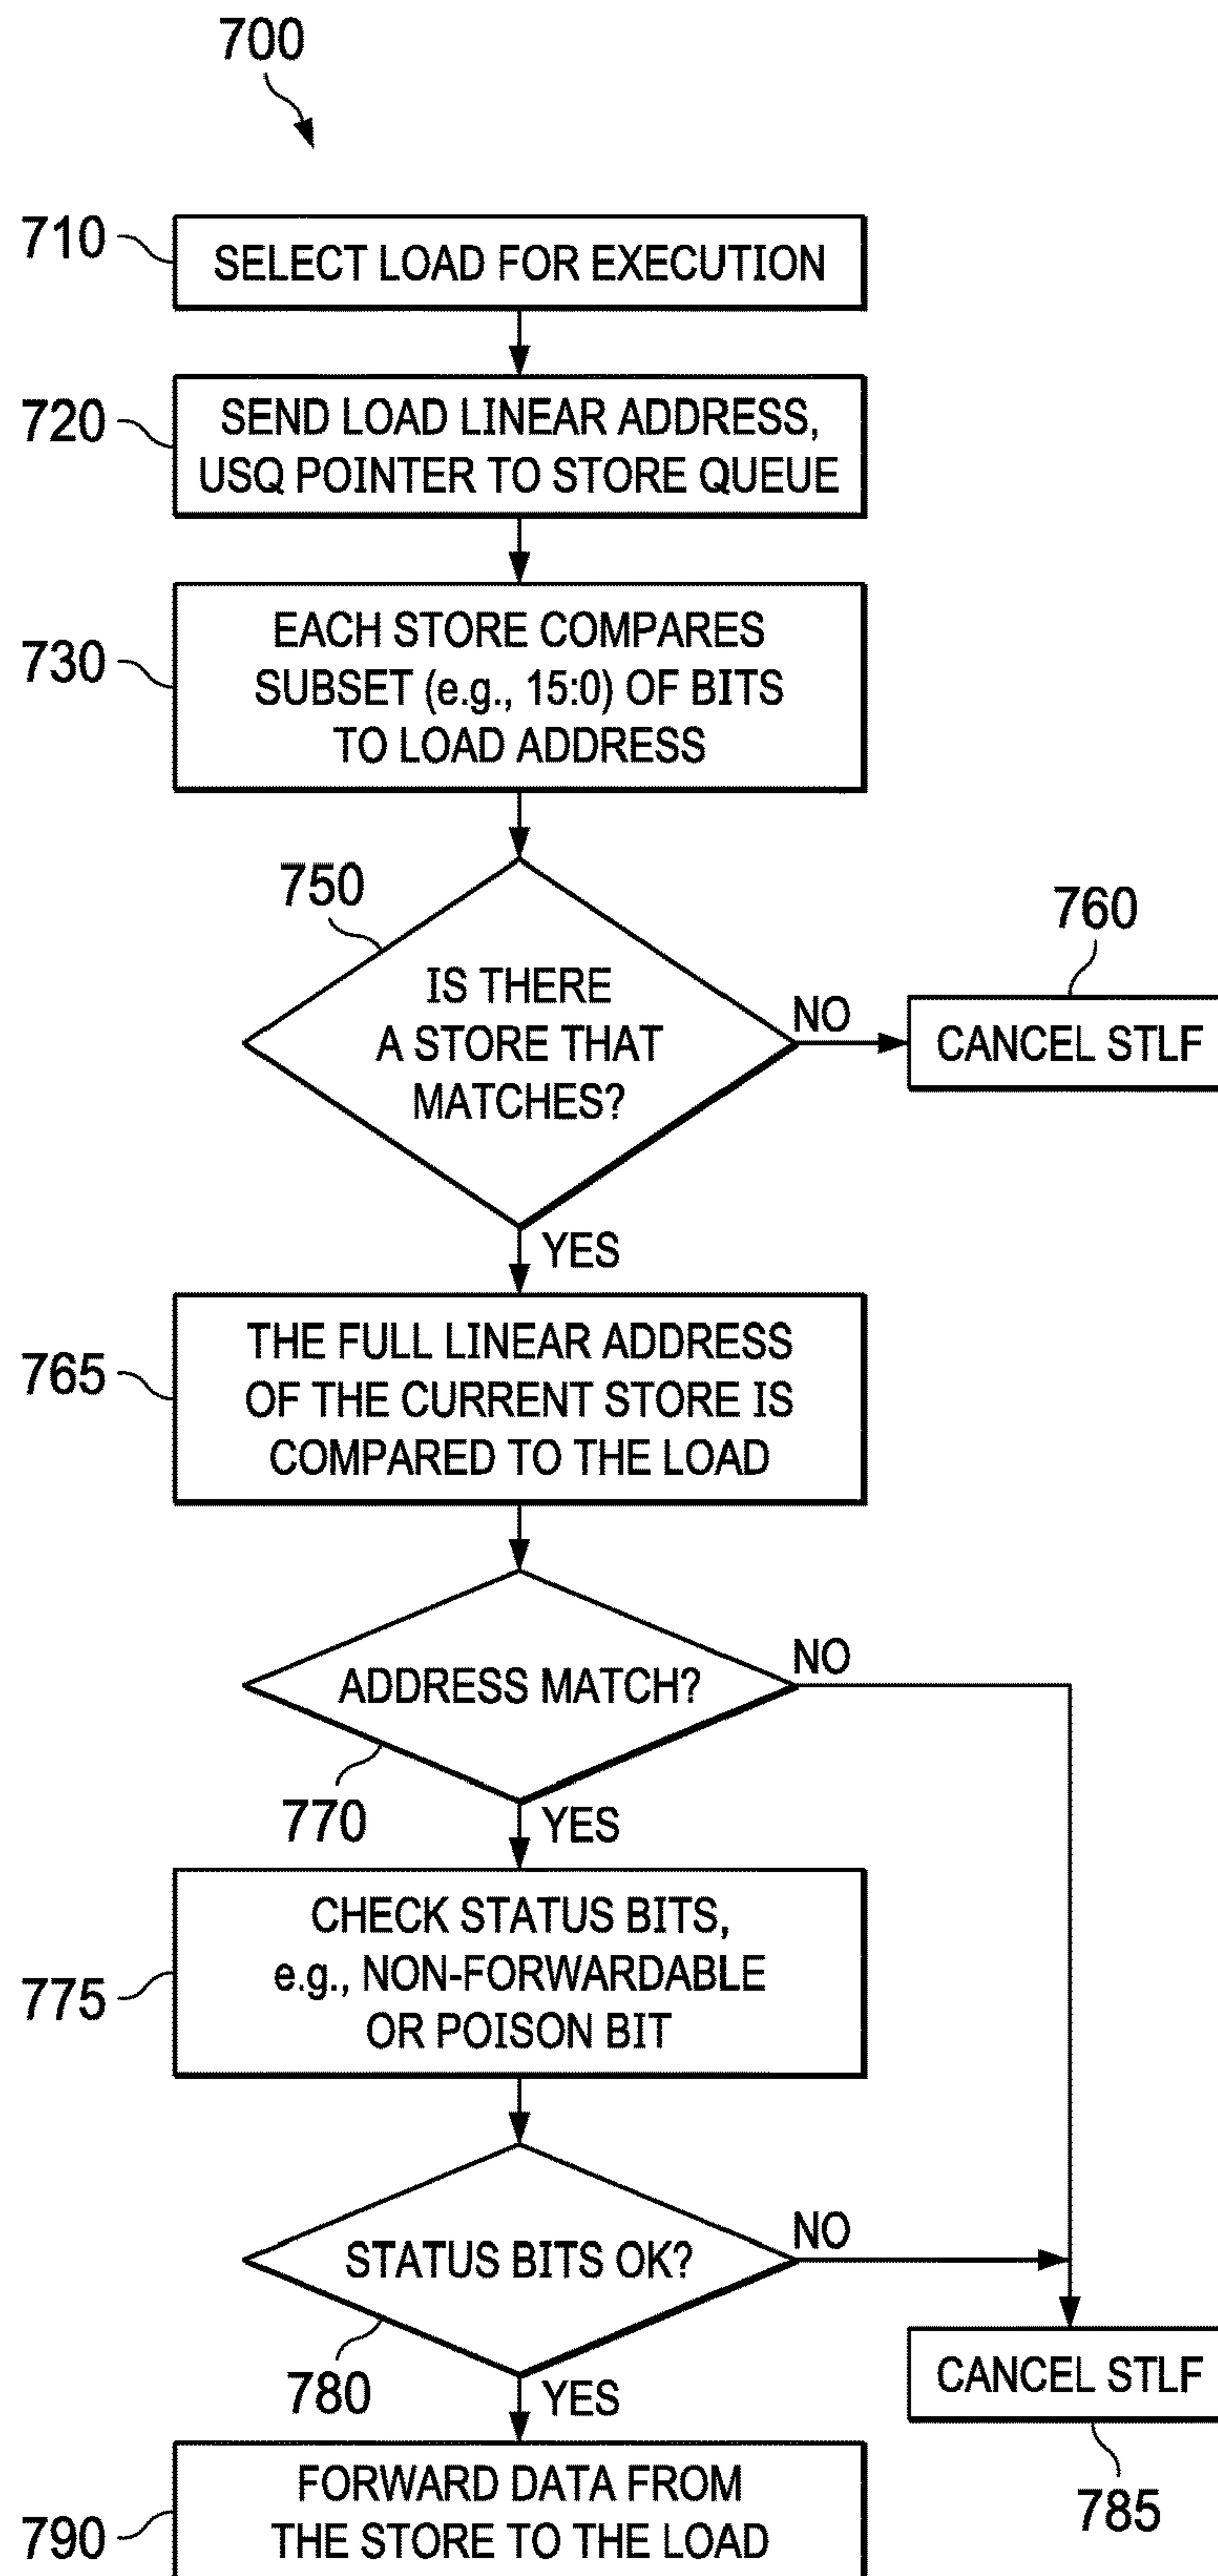 700
710
SELECT LOAD FOR EXECUTION
720
SEND LOAD LINEAR ADDRESS,
USQ POINTER TO STORE QUEUE
730
EACH STORE COMPARES
SUBSET (e.g., 15:0) OF BITS
TO LOAD ADDRESS
750
IS THERE
A STORE THAT
MATCHES?
NO
760
CANCEL STLF
YES
765
THE FULL LINEAR ADDRESS
OF THE CURRENT STORE IS
COMPARED TO THE LOAD
ADDRESS MATCH?
NO
770
YES
775
CHECK STATUS BITS,
e.g., NON-FORWARDABLE
OR POISON BIT
STATUS BITS OK?
NO
780
YES
CANCEL STLF
785
790
FORWARD DATA FROM
THE STORE TO THE LOAD